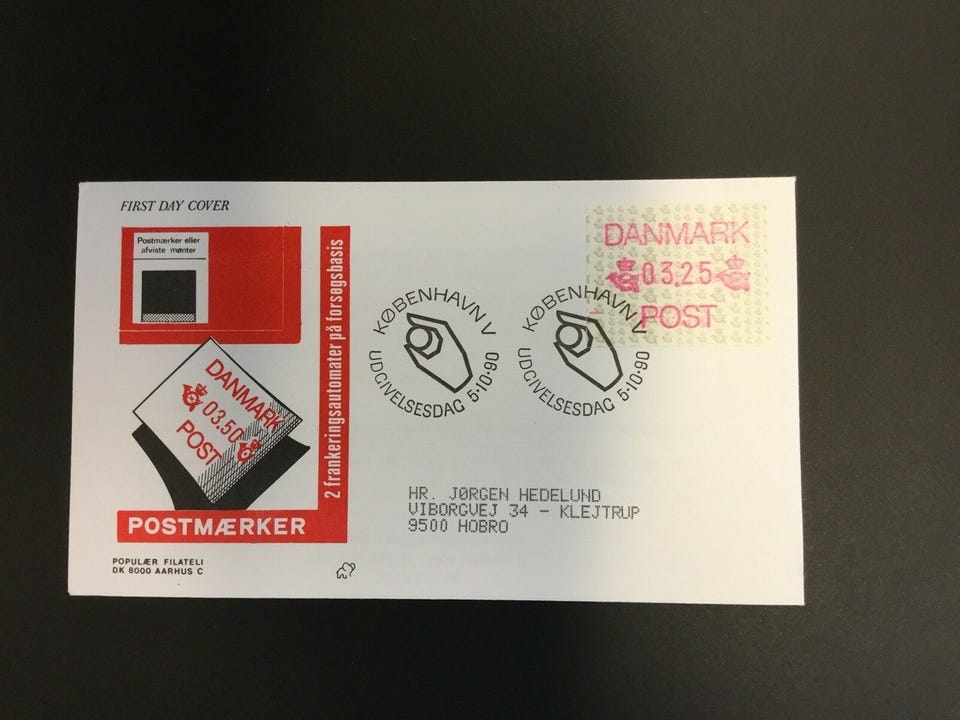 FIRST DAY COVER
Postmærker eller
afviste mønter
2 frankeringsautomater på forsøgsbasis
DANMARK
03.50
POST
POSTMÆRKER
POPULÆR FILATELI
DK 8000 AARHUS C
KØBENHAVN V
UDGIVELSESDAG 5·10·90
KØBENHAVN V
UDGIVELSESDAG 5·10·90
DANMARK
03.25
POST
HR. JØRGEN HEDELUND
VIBORGVEJ 34 - KLEJTRUP
9500 HOBRO